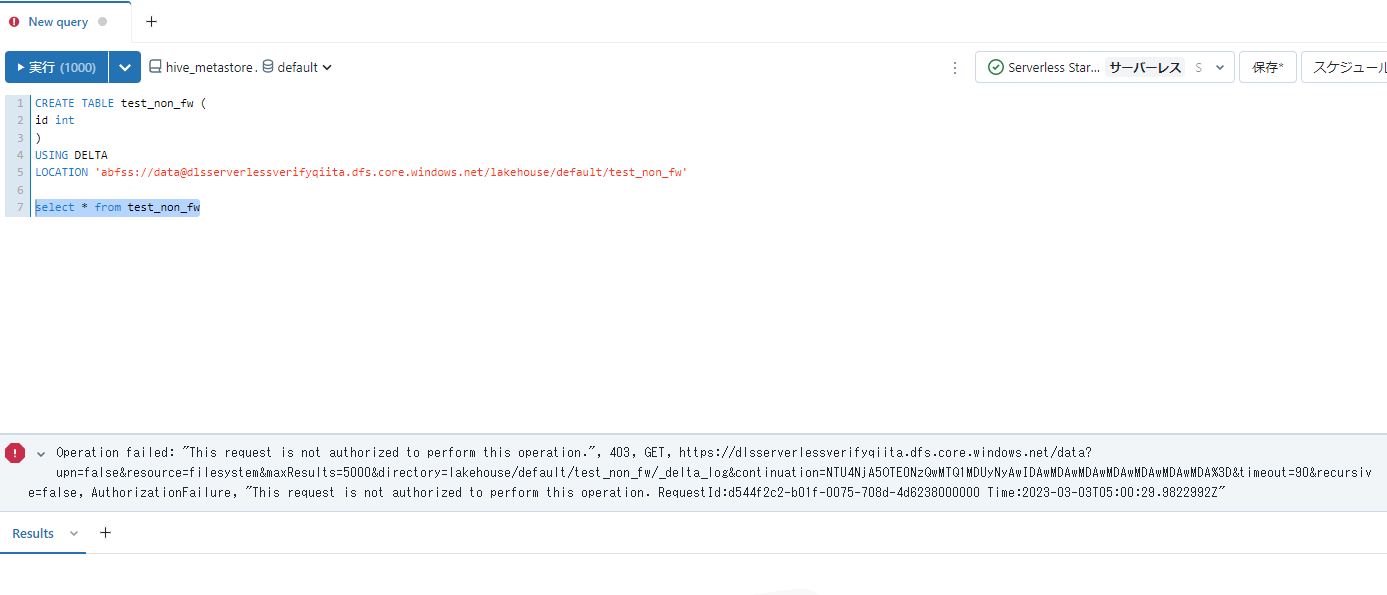 New query
実行 (1000) hive_metastore. default Serverless Star... サーバーレス S 保存* スケジュール
1 CREATE TABLE test_non_fw (
2 id int
3 )
4 USING DELTA
5 LOCATION 'abfss://data@dlsserverlessverifyqiita.dfs.core.windows.net/lakehouse/default/test_non_fw'
6
7 select * from test_non_fw
Operation failed: "This request is not authorized to perform this operation.", 403, GET, https://dlsserverlessverifyqiita.dfs.core.windows.net/data?
upn=false&resource=filesystem&maxResults=5000&directory=lakehouse/default/test_non_fw/_delta_log&continuation=NTU4NjA5OTEONzQwMTQ1MDUyNyAwIDAwMDAwMDAwMDAwMDAwMDAwMDA%3D&timeout=90&recursiv
e=false, AuthorizationFailure, "This request is not authorized to perform this operation. RequestId:d544f2c2-b01f-0075-708d-4d6238000000 Time:2023-03-03T05:00:29.9822992Z"
Results